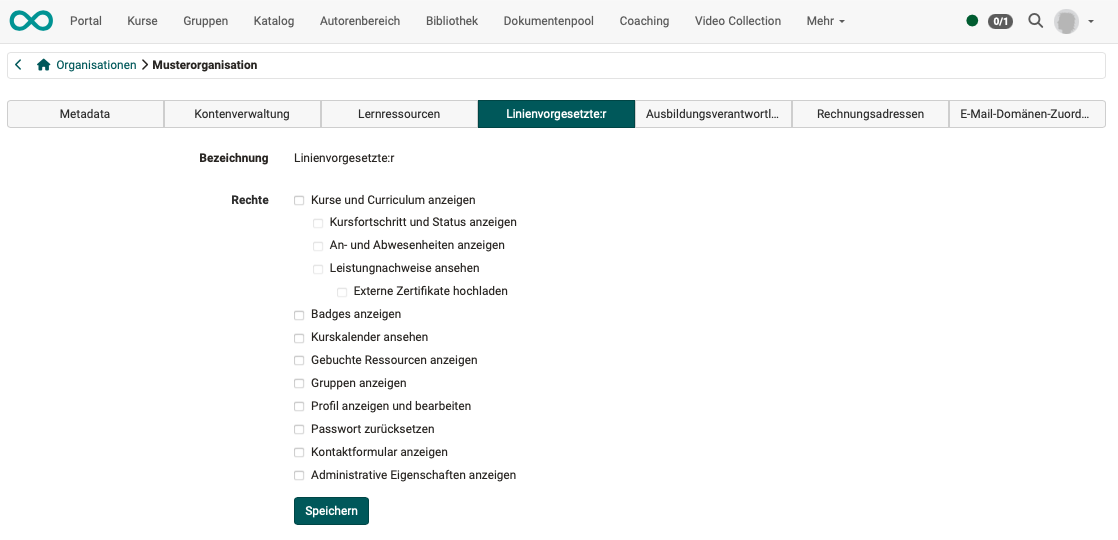 Portal Kurse Gruppen Katalog Autorenbereich Bibliothek Dokumentenpool Coaching Video Collection Mehr 0/1
Organisationen Musterorganisation
Metadata Kontenverwaltung Lernressourcen Linienvorgesetzte:r Ausbildungsverantwortl... Rechnungsadressen E-Mail-Domänen-Zuord...
Bezeichnung Linienvorgesetzte:r
Rechte Kurse und Curriculum anzeigen
Kursfortschritt und Status anzeigen
An- und Abwesenheiten anzeigen
Leistungnachweise ansehen
Externe Zertifikate hochladen
Badges anzeigen
Kurskalender ansehen
Gebuchte Ressourcen anzeigen
Gruppen anzeigen
Profil anzeigen und bearbeiten
Passwort zurücksetzen
Kontaktformular anzeigen
Administrative Eigenschaften anzeigen
Speichern